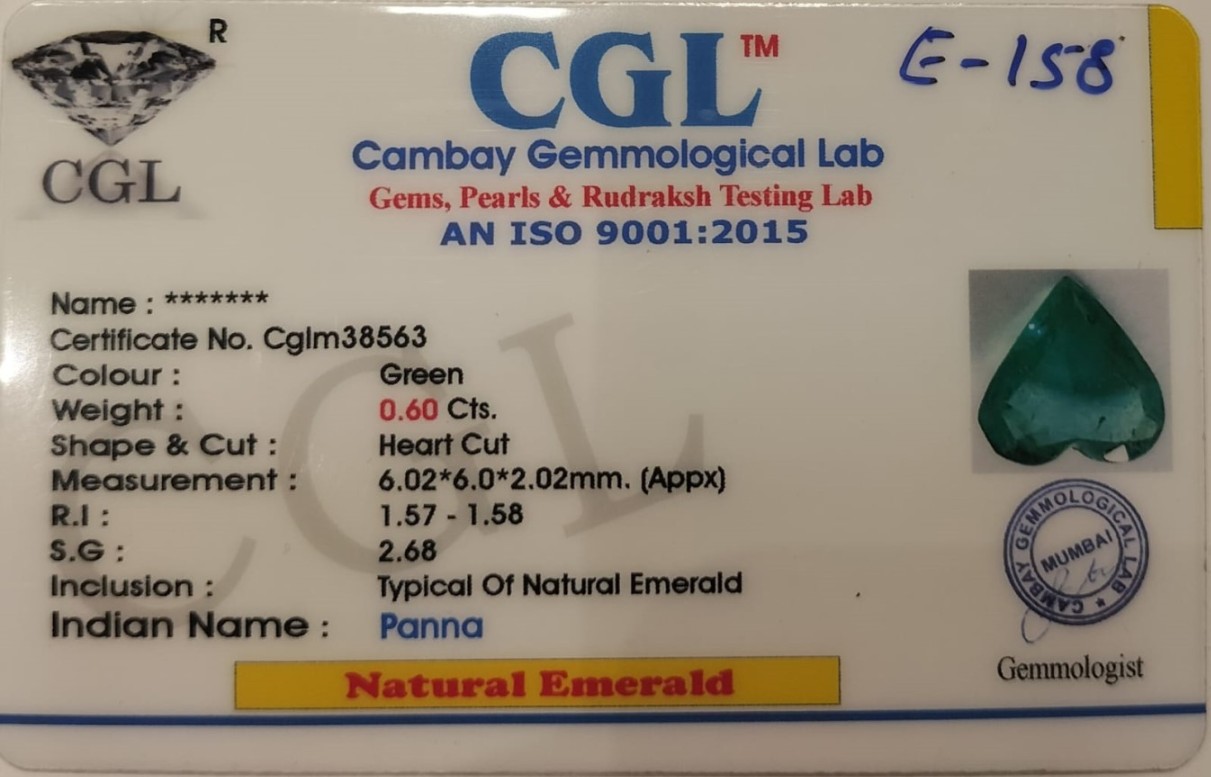 R
CGL
CGL™
Cambay Gemmological Lab
Gems, Pearls & Rudraksh Testing Lab
AN ISO 9001:2015
E-158
Name : *******
Certificate No. Cglm38563
Colour : Green
Weight : 0.60 Cts.
Shape & Cut : Heart Cut
Measurement : 6.02*6.0*2.02mm. (Appx)
R.I : 1.57 - 1.58
S.G : 2.68
Inclusion : Typical Of Natural Emerald
Indian Name : Panna
Natural Emerald
CAMBAY GEMMOLOGICAL LAB ★
MUMBAI
Gemmologist
CGL